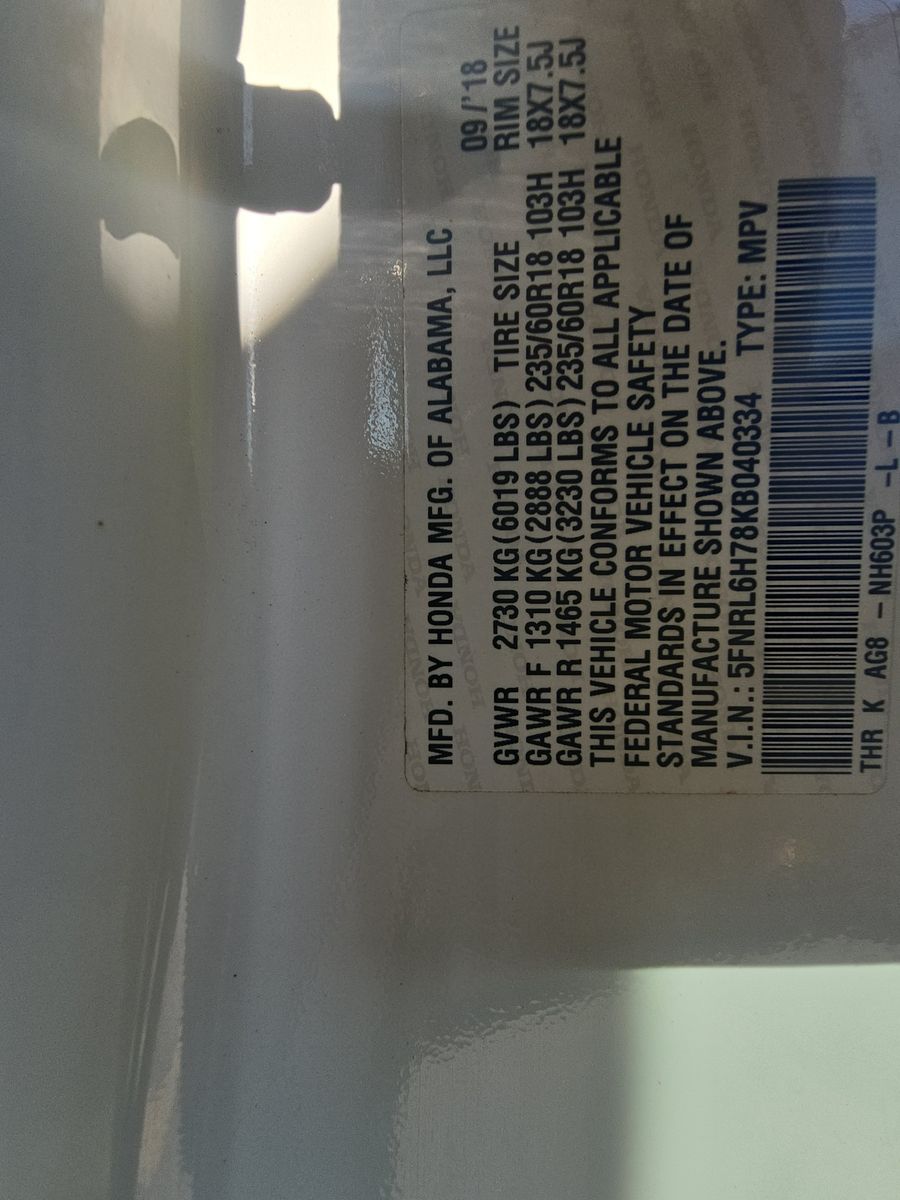 MFD. BY HONDA MFG. OF ALABAMA, LLC
09/'18
GVWR 2730 KG(6019 LBS) TIRE SIZE RIM SIZE
GAWR F 1310 KG(2888 LBS) 235/60R18 103H 18X7.5J
GAWR R 1465 KG(3230 LBS) 235/60R18 103H 18X7.5J
THIS VEHICLE CONFORMS TO ALL APPLICABLE
FEDERAL MOTOR VEHICLE SAFETY
STANDARDS IN EFFECT ON THE DATE OF
MANUFACTURE SHOWN ABOVE.
V.I.N.: 5FNRL6H78KB040334 TYPE: MPV
THR K AG8 – NH603P –L–B